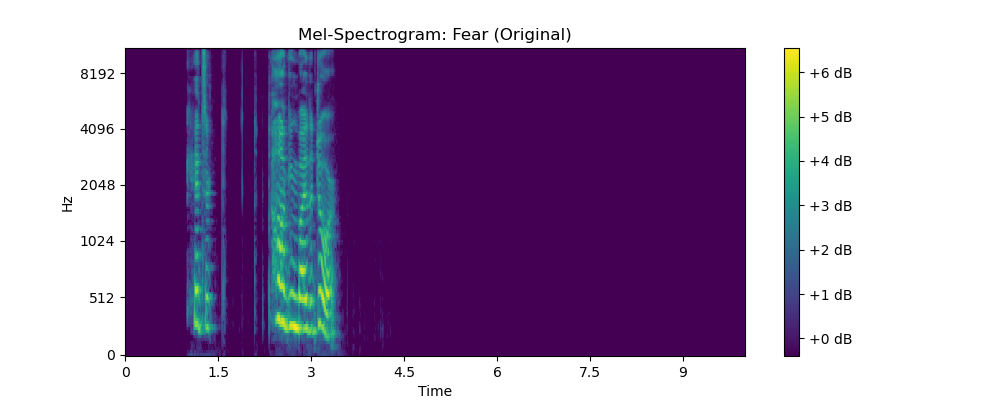 Mel-Spectrogram: Fear (Original)
8192
4096
2048
1024
512
0
Hz
0 1.5 3 4.5 6 7.5 9
Time
+6 dB
+5 dB
+4 dB
+3 dB
+2 dB
+1 dB
+0 dB